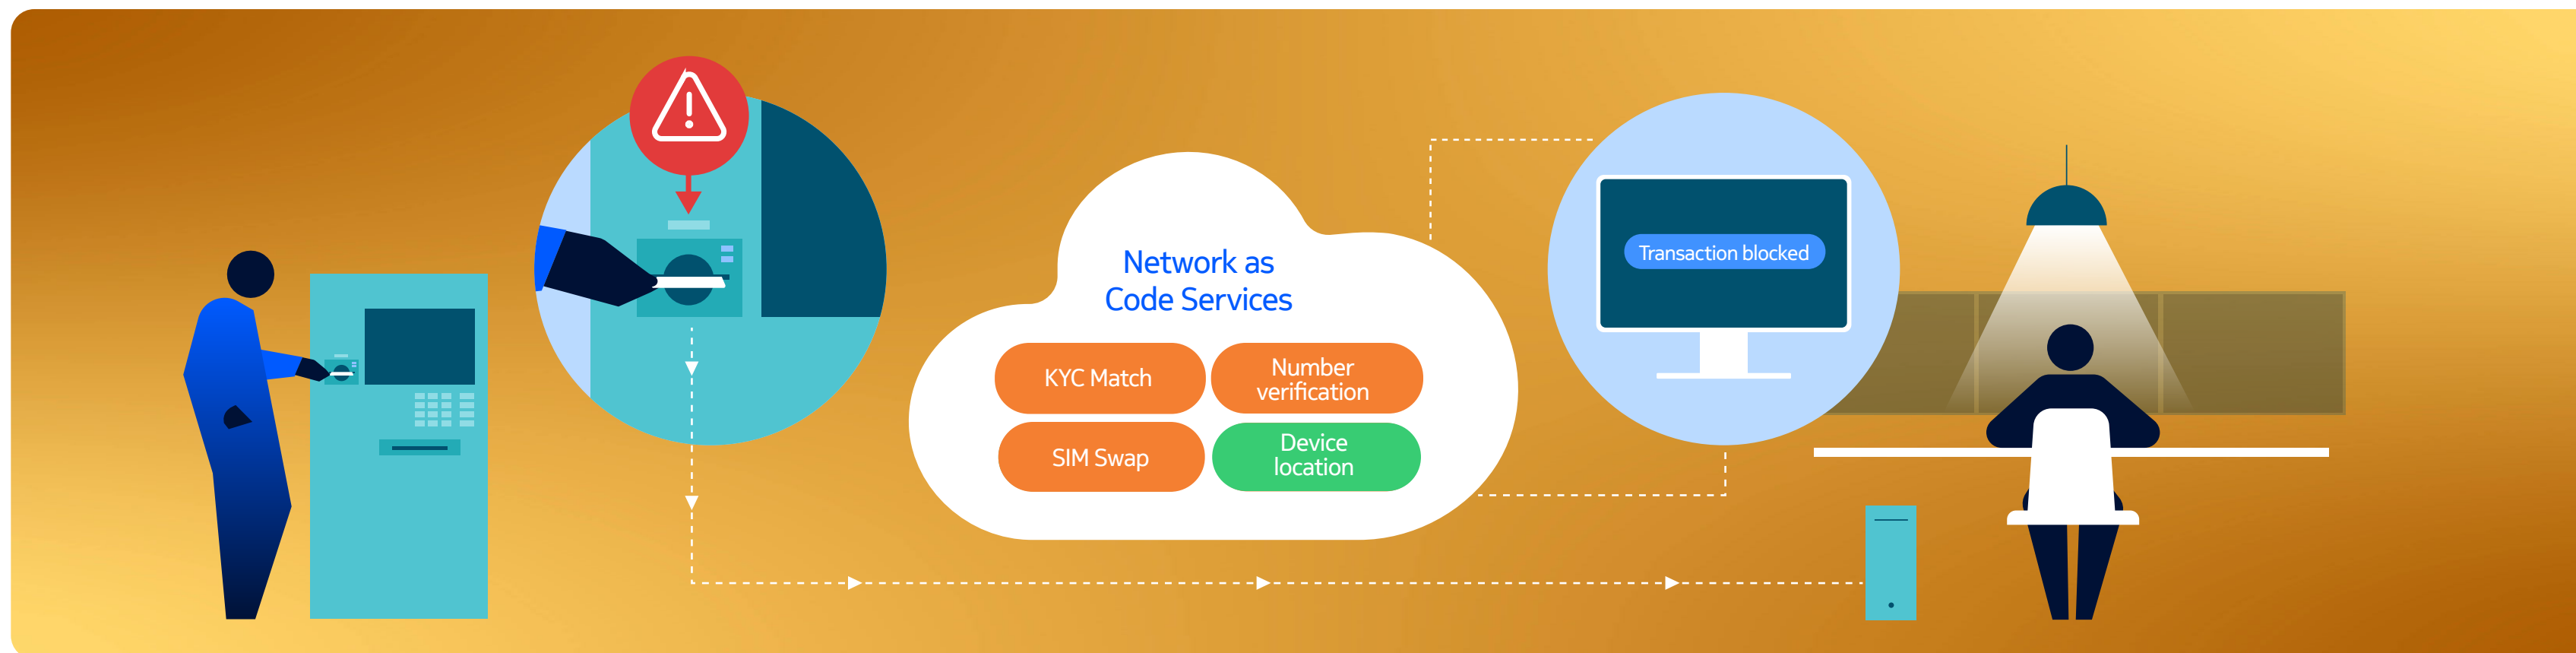 Network as
Code Services
KYC Match
Number
verification
SIM Swap
Device
location
Transaction blocked